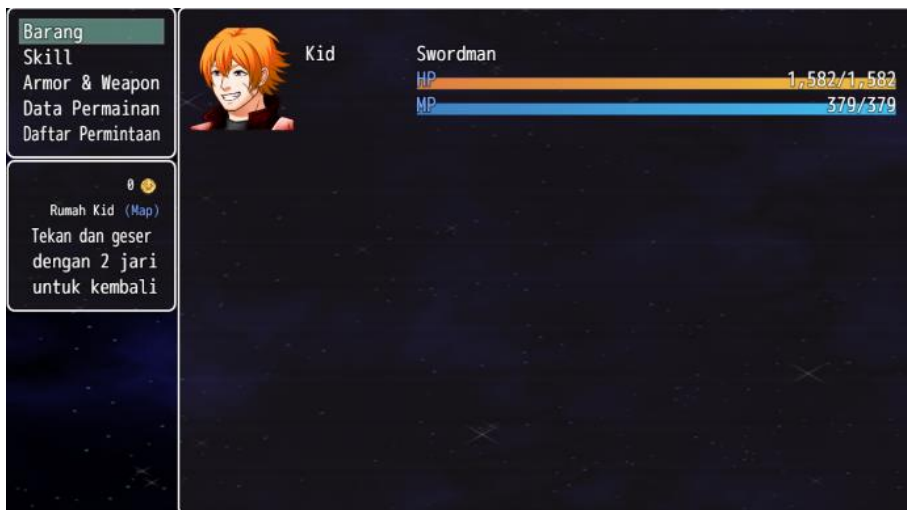 Barang
Skill
Armor & Weapon
Data Permainan
Daftar Permintaan
0
Rumah Kid (Map)
Tekan dan geser
dengan 2 jari
untuk kembali
Kid
Swordman
HP 1,582/1,582
MP 379/379